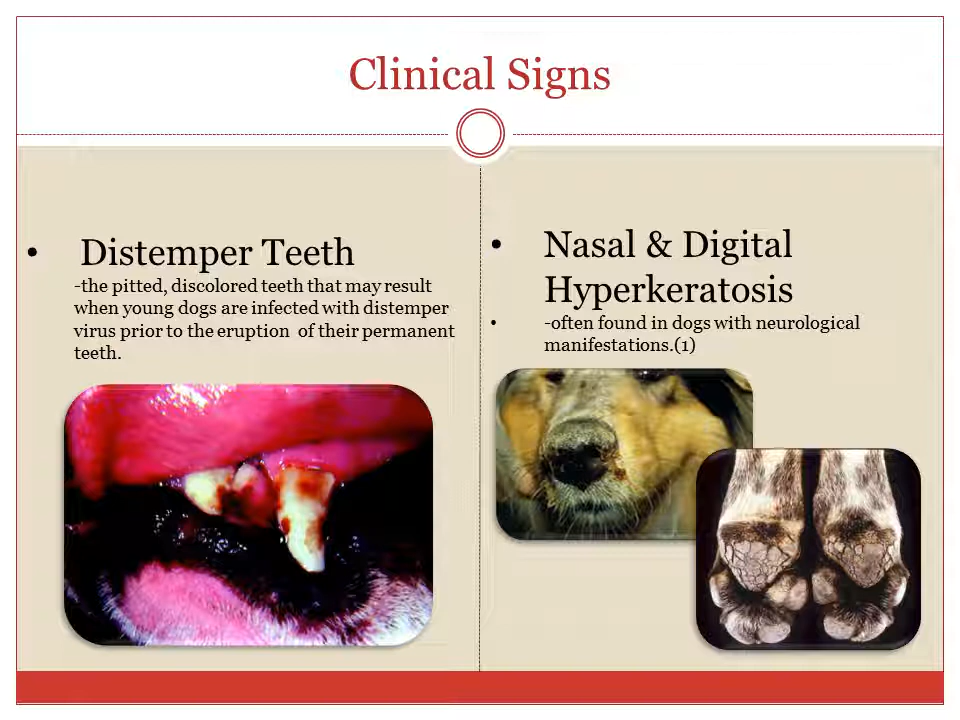 Clinical Signs
• Distemper Teeth
-the pitted, discolored teeth that may result
when young dogs are infected with distemper
virus prior to the eruption of their permanent
teeth.
• Nasal & Digital
Hyperkeratosis
• -often found in dogs with neurological
manifestations.(1)